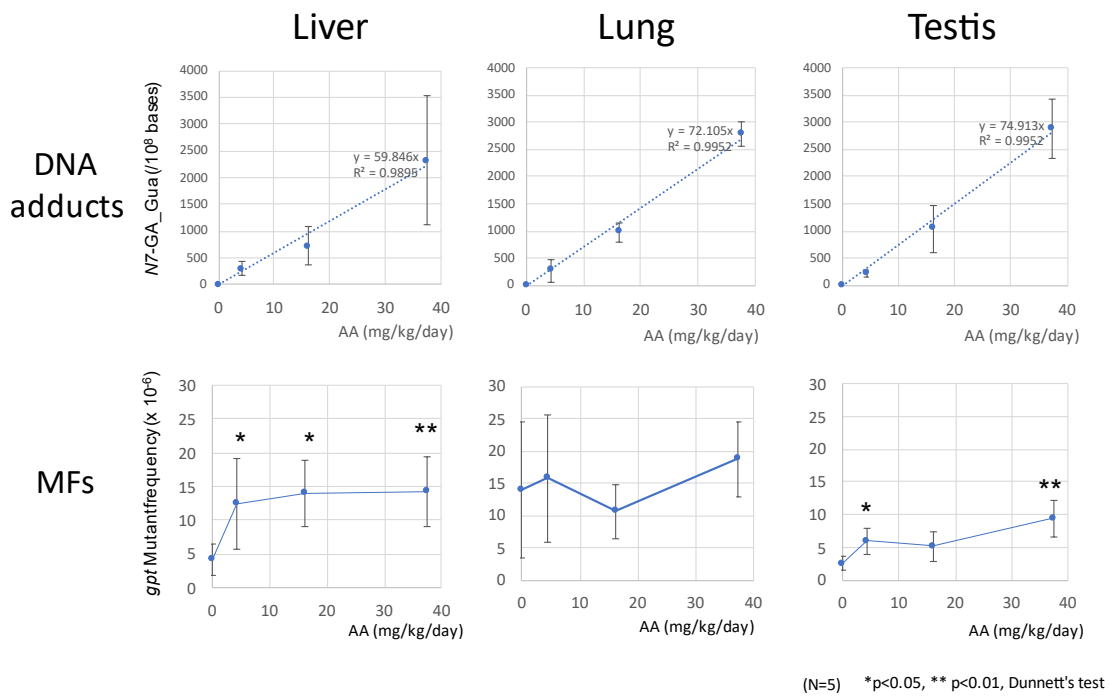 Liver
Lung
Testis
DNA
adducts
N7-GA_Gua (/10⁸ bases)
4000
3500
3000
2500
2000
1500
1000
500
0
y = 59.846x
R² = 0.9895
0 10 20 30 40
AA (mg/kg/day)
4000
3500
3000
2500
2000
1500
1000
500
0
y = 72.105x
R² = 0.9952
0 10 20 30 40
AA (mg/kg/day)
4000
3500
3000
2500
2000
1500
1000
500
0
y = 74.913x
R² = 0.9952
0 10 20 30 40
AA (mg/kg/day)
MFs
gpt Mutantfrequency (x 10⁻⁶)
30
25
20
15
10
5
0
* * **
0 10 20 30 40
AA (mg/kg/day)
30
25
20
15
10
5
0
0 10 20 30 40
AA (mg/kg/day)
30
25
20
15
10
5
0
* **
0 10 20 30 40
AA (mg/kg/day)
(N=5) *p<0.05, ** p<0.01, Dunnett's test